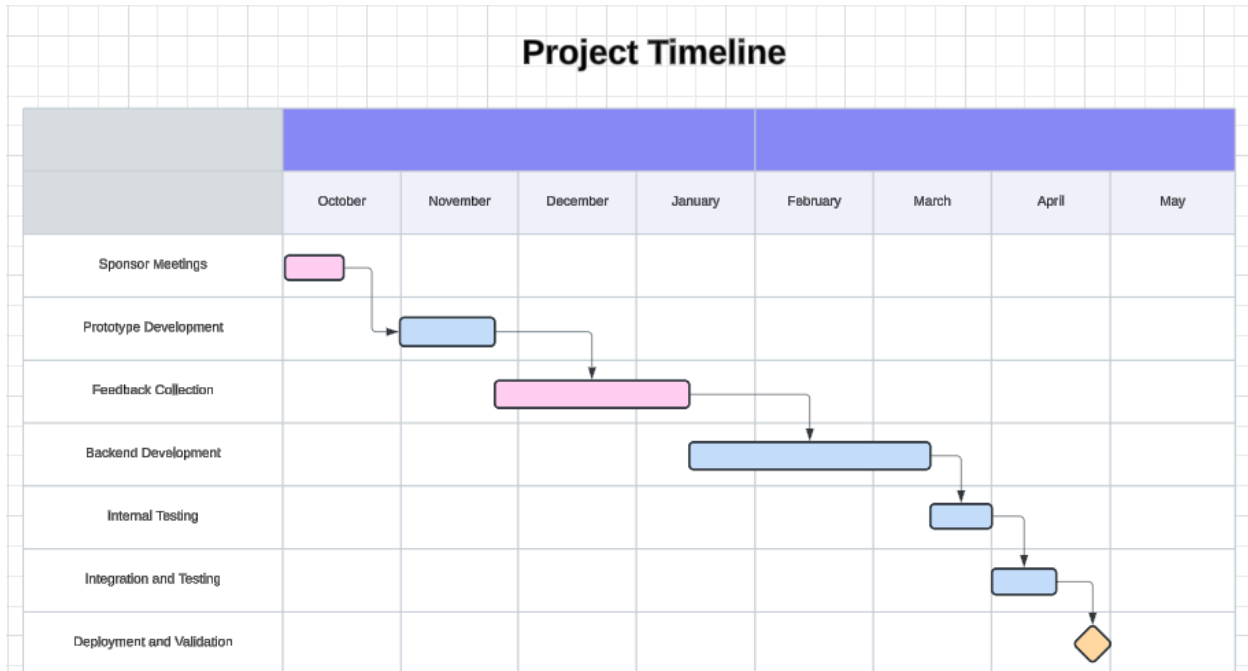 Project Timeline
October November December January February March April May
Sponsor Meetings
Prototype Development
Feedback Collection
Backend Development
Internal Testing
Integration and Testing
Deployment and Validation